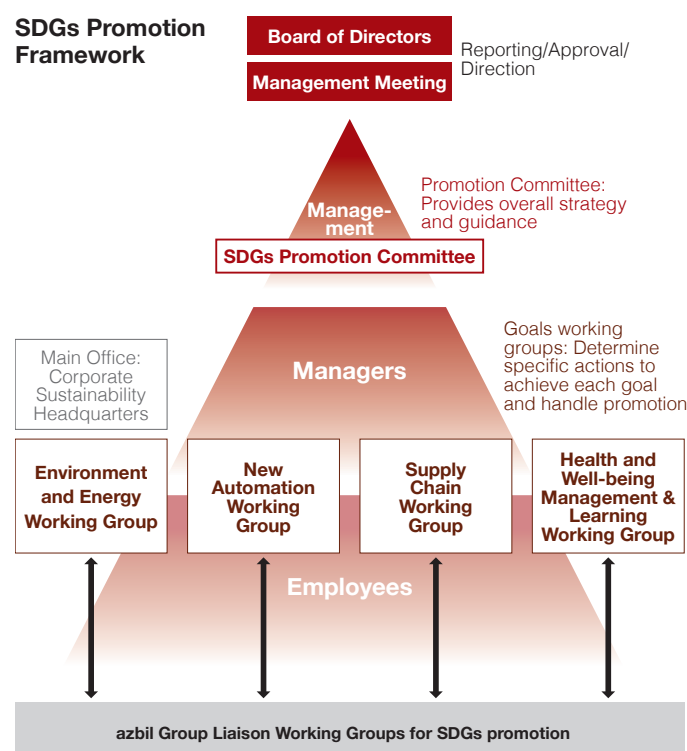 SDGs Promotion
Framework
Board of Directors
Management Meeting
Reporting/Approval/
Direction
Manage-
ment
Promotion Committee:
Provides overall strategy
and guidance
SDGs Promotion Committee
Main Office:
Corporate
Sustainability
Headquarters
Managers
Goals working
groups: Determine
specific actions to
achieve each goal
and handle promotion
Environment
and Energy
Working Group
New
Automation
Working
Group
Supply
Chain
Working
Group
Health and
Well-being
Management &
Learning
Working Group
Employees
azbil Group Liaison Working Groups for SDGs promotion